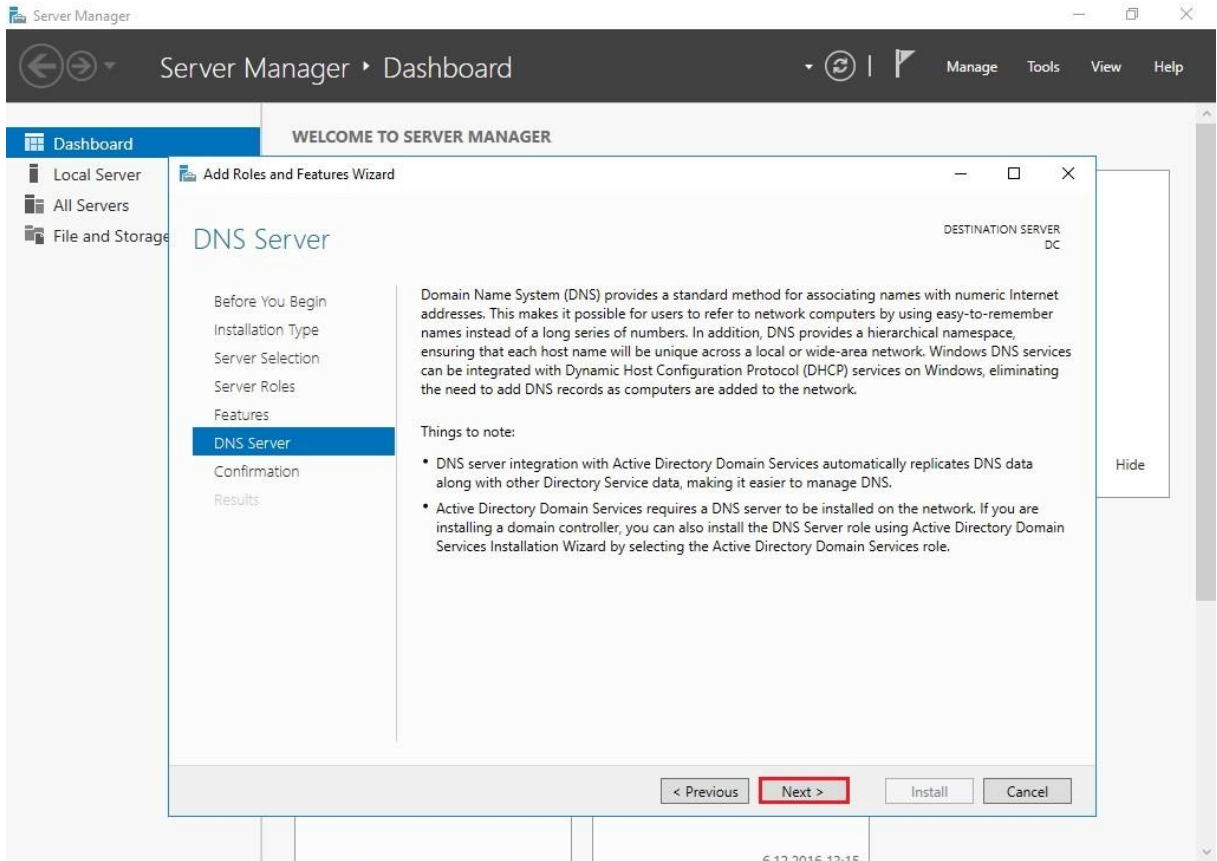 Server Manager
Server Manager ‣ Dashboard
Manage Tools View Help
Dashboard
Local Server
All Servers
File and Storage
WELCOME TO SERVER MANAGER
Add Roles and Features Wizard
DNS Server
DESTINATION SERVER
DC
Before You Begin
Installation Type
Server Selection
Server Roles
Features
DNS Server
Confirmation
Results
Domain Name System (DNS) provides a standard method for associating names with numeric Internet
addresses. This makes it possible for users to refer to network computers by using easy-to-remember
names instead of a long series of numbers. In addition, DNS provides a hierarchical namespace,
ensuring that each host name will be unique across a local or wide-area network. Windows DNS services
can be integrated with Dynamic Host Configuration Protocol (DHCP) services on Windows, eliminating
the need to add DNS records as computers are added to the network.
Things to note:
• DNS server integration with Active Directory Domain Services automatically replicates DNS data
along with other Directory Service data, making it easier to manage DNS.
• Active Directory Domain Services requires a DNS server to be installed on the network. If you are
installing a domain controller, you can also install the DNS Server role using Active Directory Domain
Services Installation Wizard by selecting the Active Directory Domain Services role.
Hide
< Previous Next > Install Cancel
6.12.2016 13:15